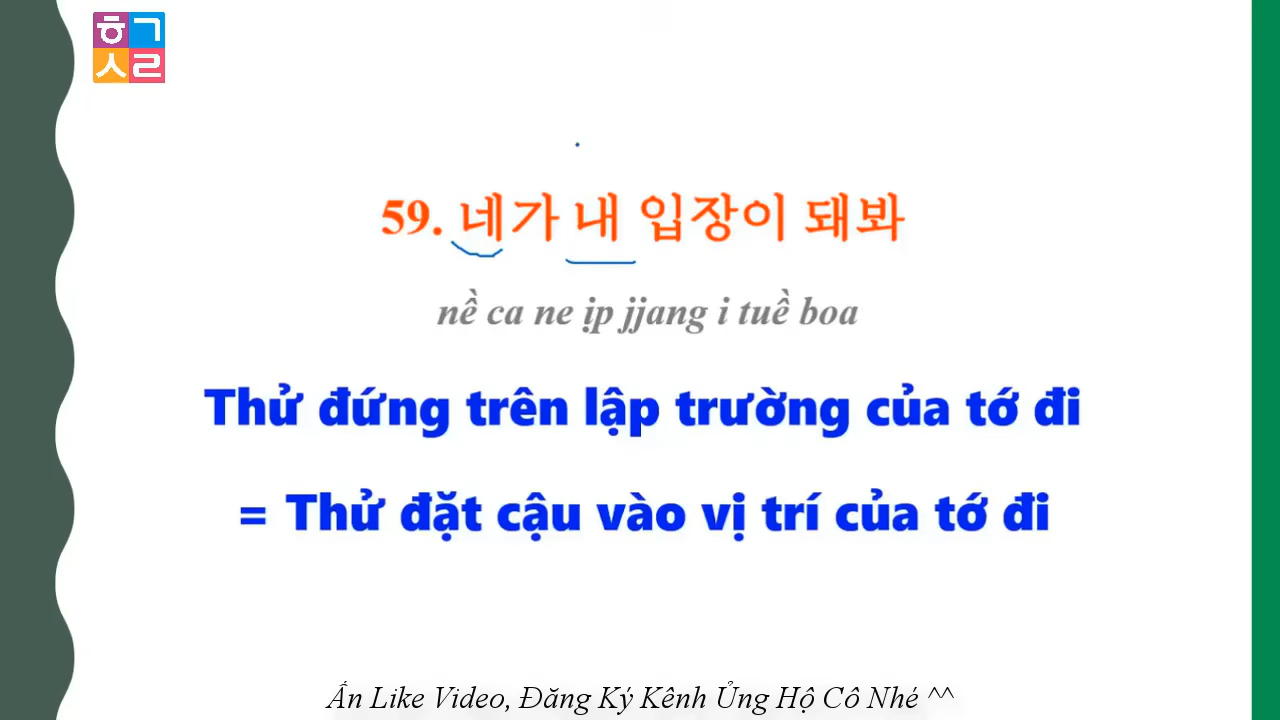 ㅎㄱ
ㅅㄹ
59. 네가 내 입장이 돼봐
nề ca ne ịp jjang i tuề boa
Thử đứng trên lập trường của tớ đi
= Thử đặt cậu vào vị trí của tớ đi
Ấn Like Video, Đăng Ký Kênh Ủng Hộ Cô Nhé ^^